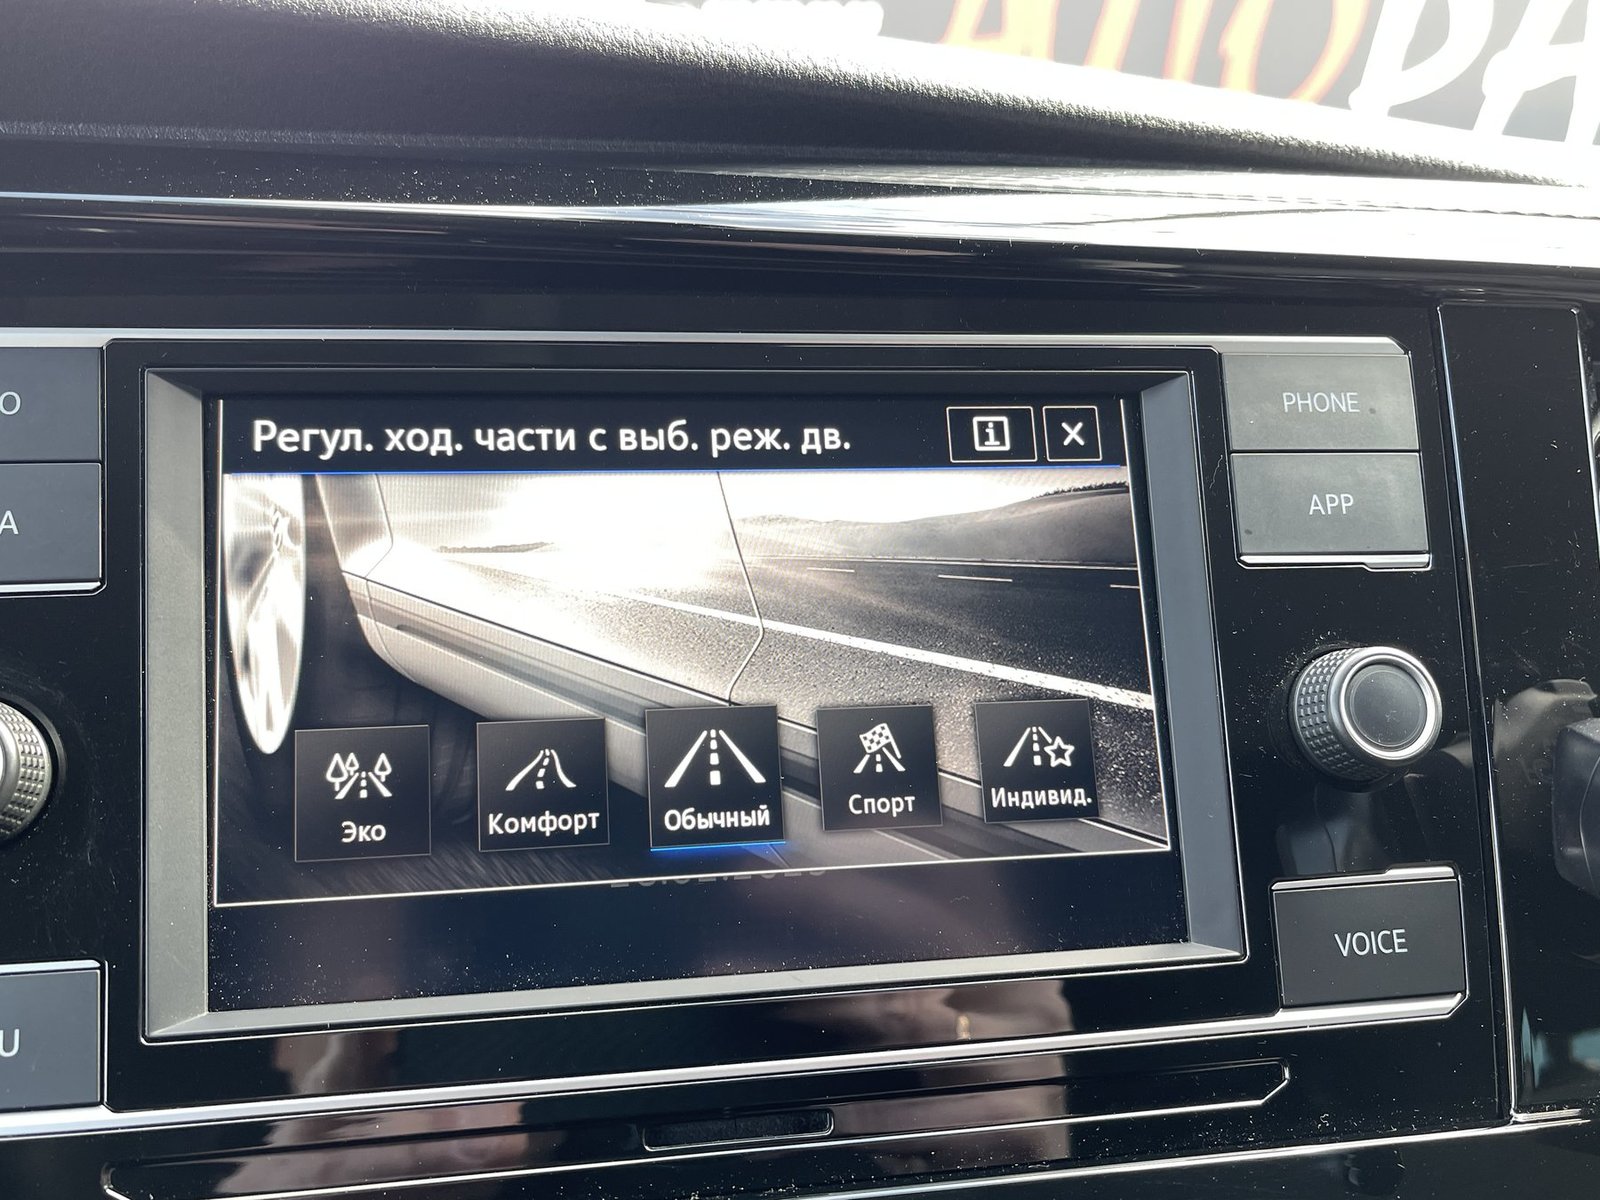 Регул. ход. части с выб. реж. дв.
Эко
Комфорт
Обычный
Спорт
Индивид.
PHONE
APP
VOICE